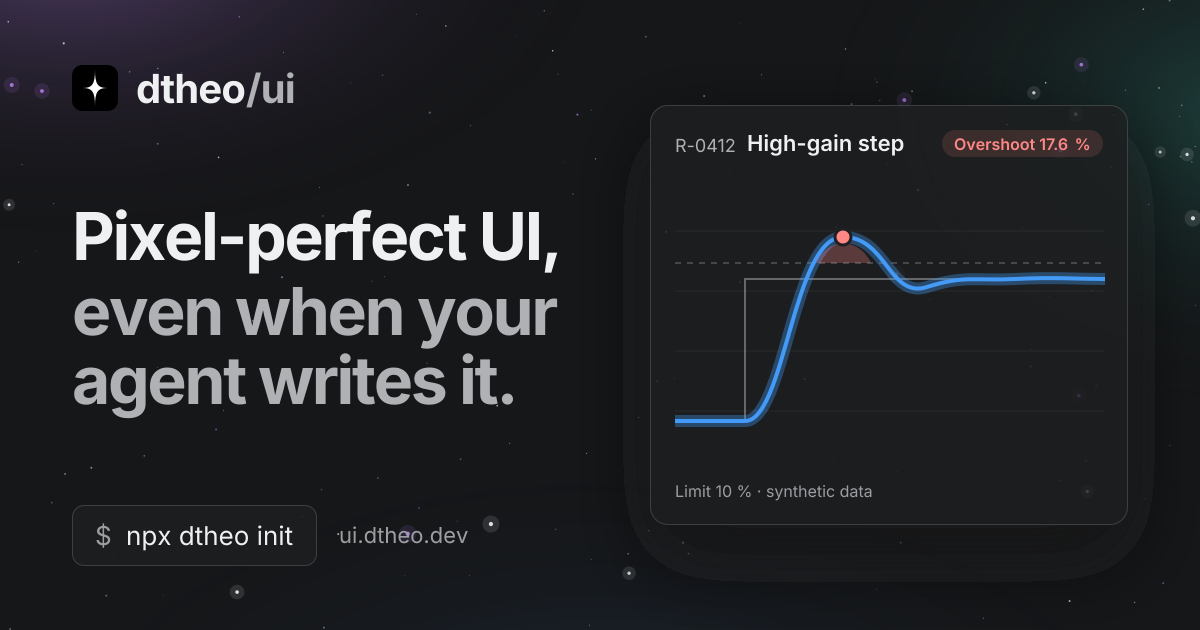 dtheo/ui
Pixel-perfect UI,
even when your
agent writes it.
$ npx dtheo init
ui.dtheo.dev
R-0412 High-gain step
Overshoot 17.6 %
Limit 10 % · synthetic data